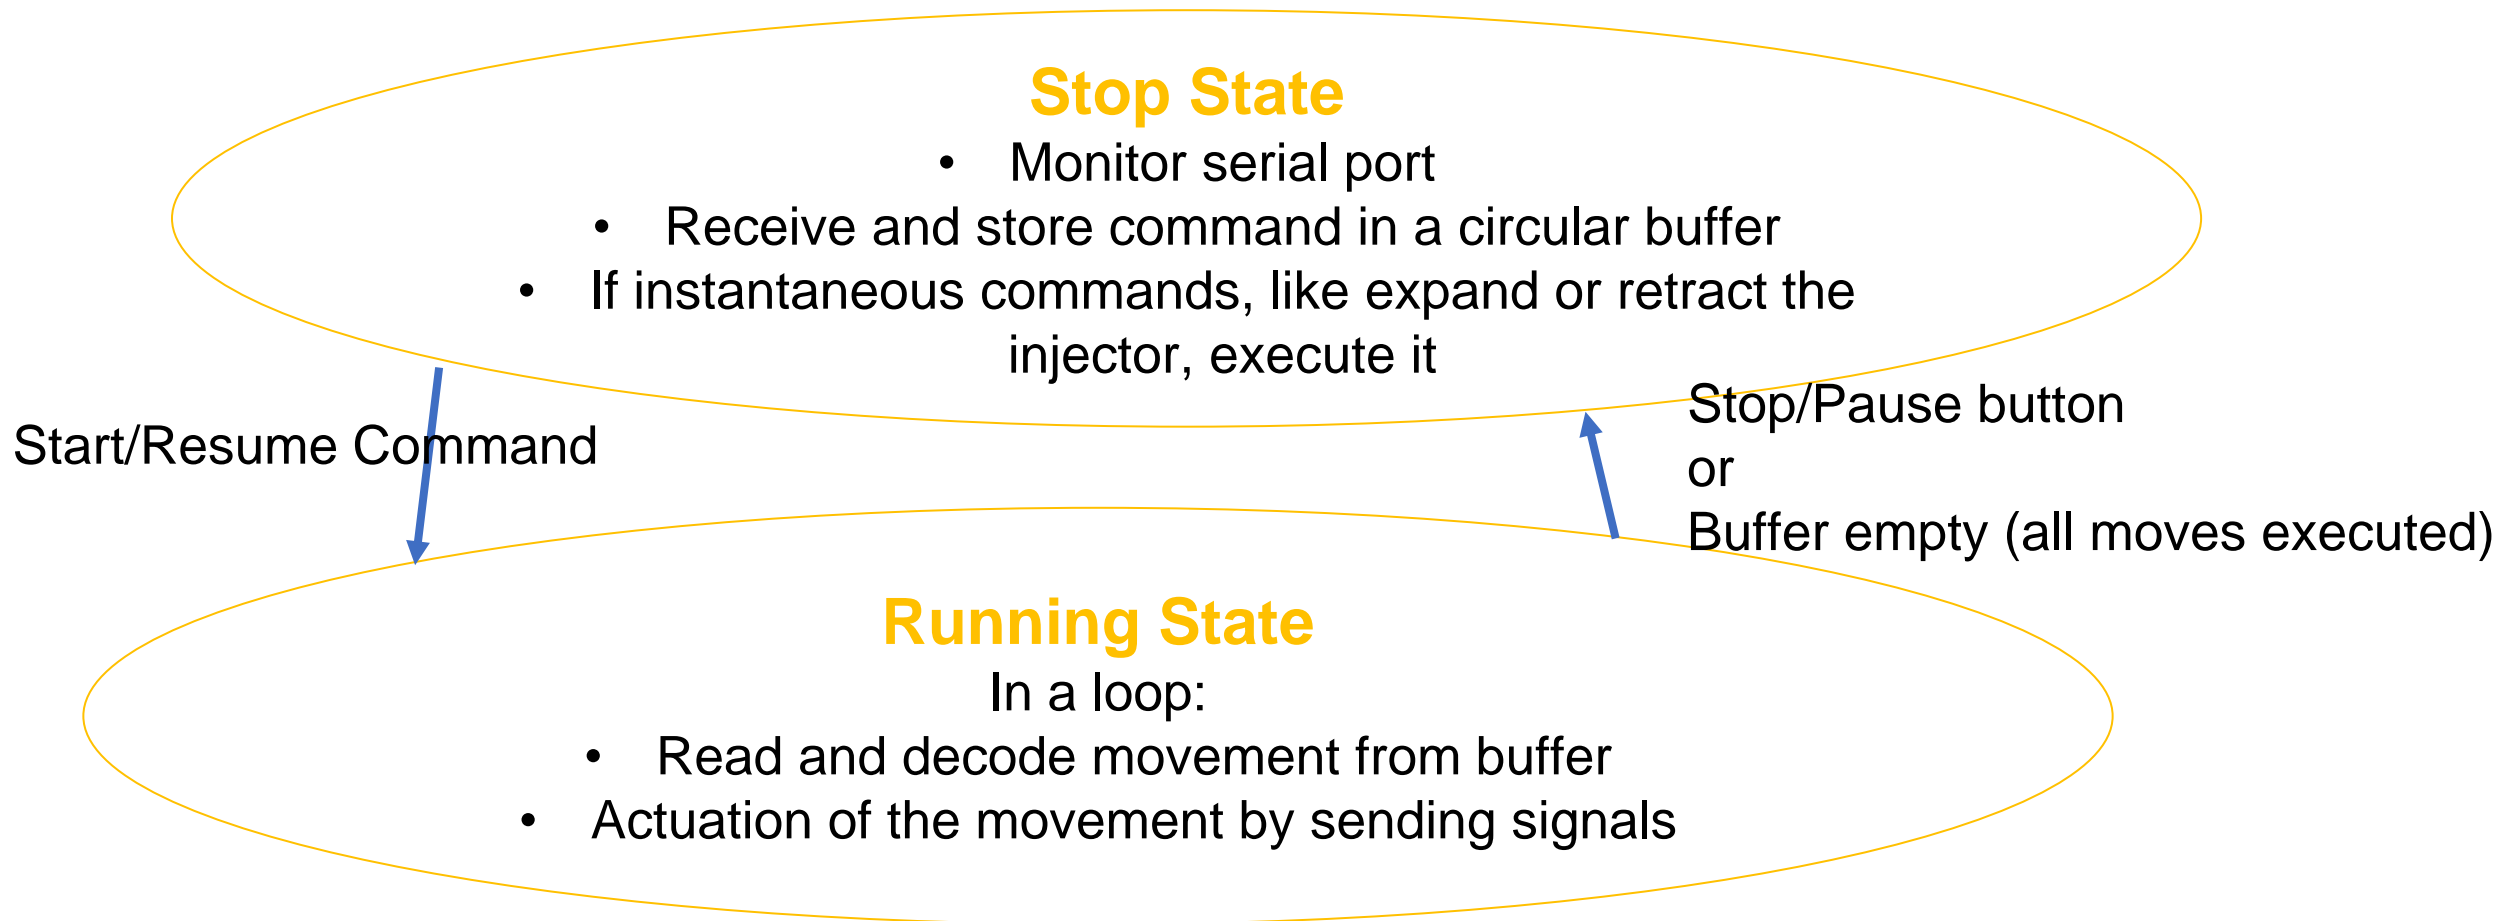 Stop State
• Monitor serial port
• Receive and store command in a circular buffer
• If instantaneous commands, like expand or retract the
injector, execute it
Start/Resume Command
Stop/Pause button
or
Buffer empty (all moves executed)
Running State
In a loop:
• Read and decode movement from buffer
• Actuation of the movement by sending signals